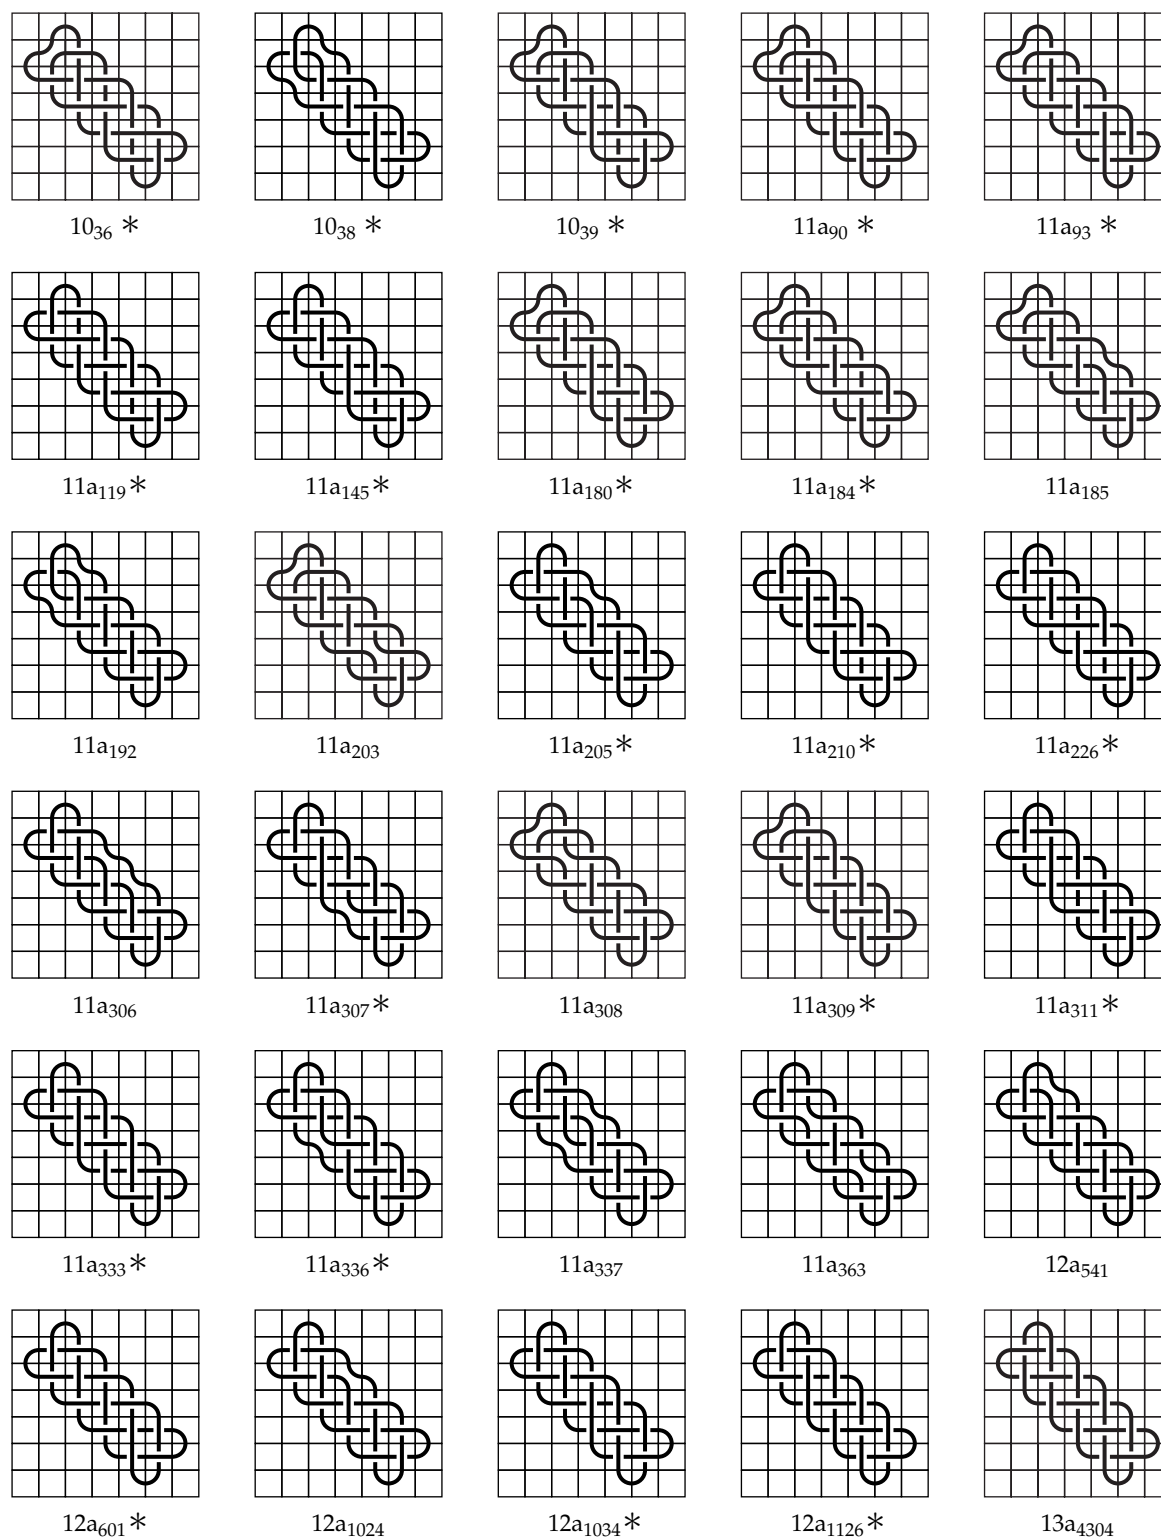 10₃₆ * 10₃₈ * 10₃₉ * 11a₉₀ * 11a₉₃ *
11a₁₁₉ * 11a₁₄₅ * 11a₁₈₀ * 11a₁₈₄ * 11a₁₈₅
11a₁₉₂ 11a₂₀₃ 11a₂₀₅ * 11a₂₁₀ * 11a₂₂₆ *
11a₃₀₆ 11a₃₀₇ * 11a₃₀₈ 11a₃₀₉ * 11a₃₁₁ *
11a₃₃₃ * 11a₃₃₆ * 11a₃₃₇ 11a₃₆₃ 12a₅₄₁
12a₆₀₁ * 12a₁₀₂₄ 12a₁₀₃₄ * 12a₁₁₂₆ * 13a₄₃₀₄